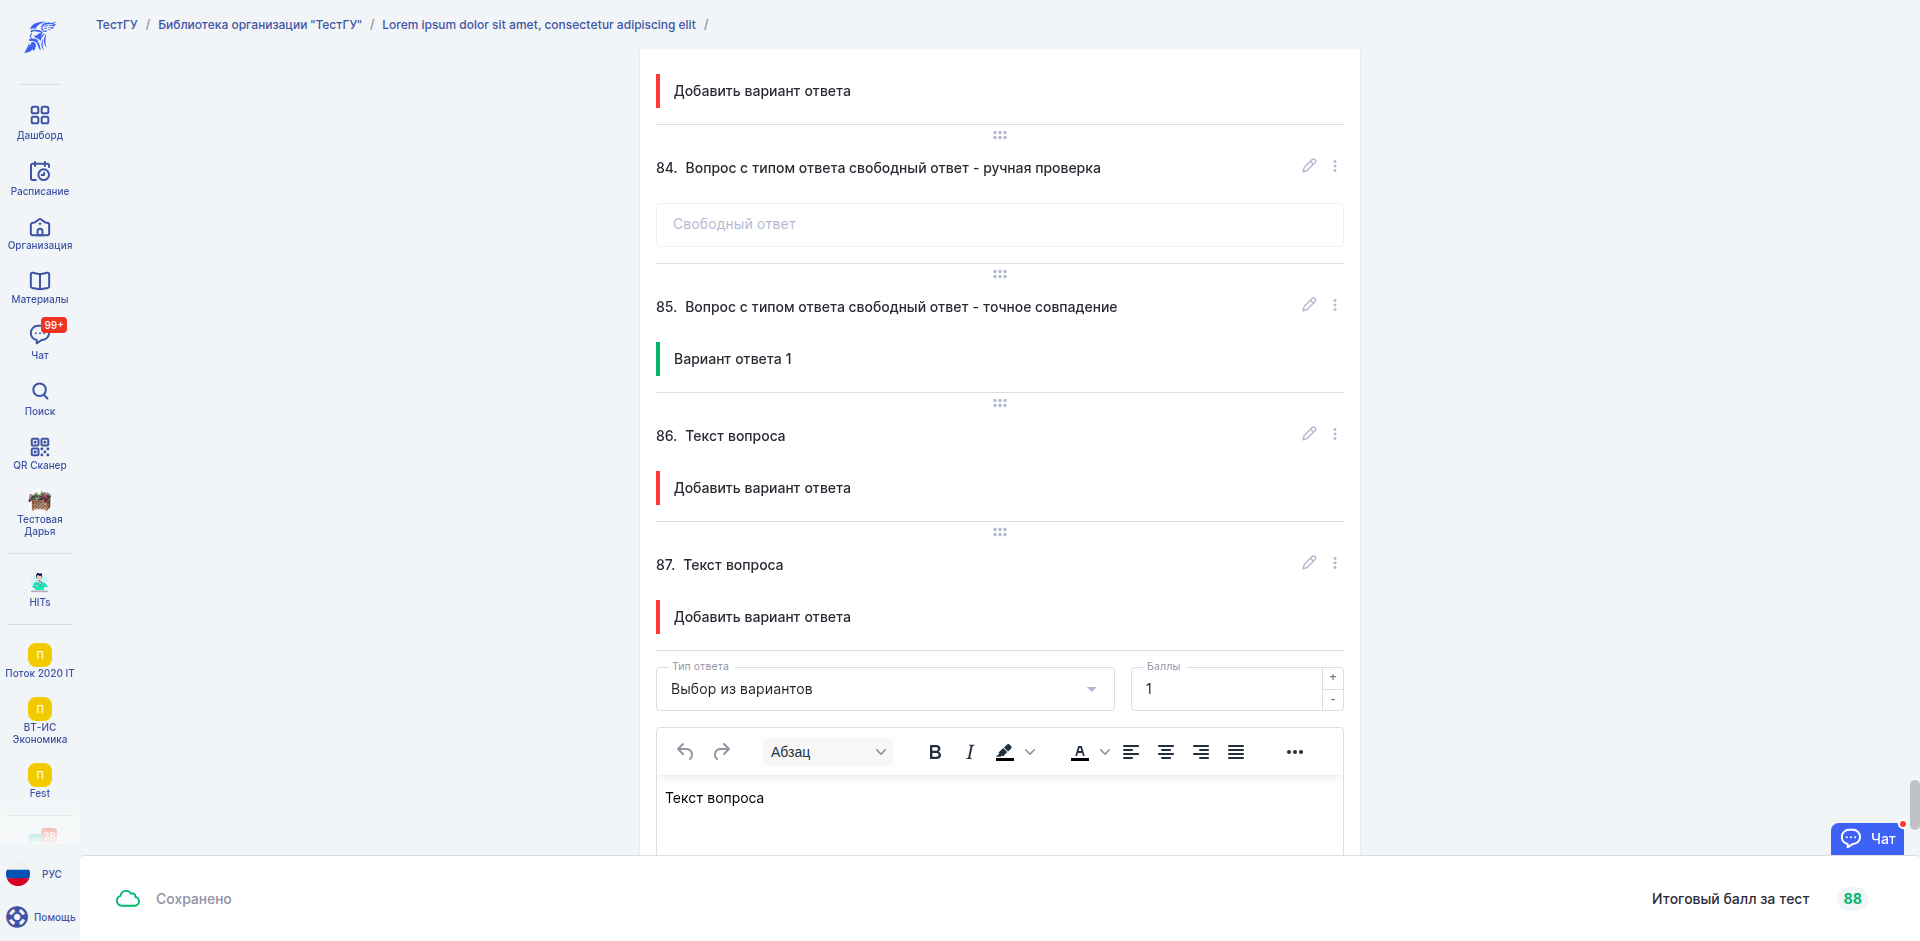 ТестГУ / Библиотека организации "ТестГУ" / Lorem ipsum dolor sit amet, consectetur adipiscing elit /
Дашборд
Расписание
Организация
Материалы
99+
Чат
Поиск
QR Сканер
Тестовая
Дарья
HITs
П
Поток 2020 IT
П
ВТ-ИС
Экономика
П
Fest
28
РУС
Помощь
Добавить вариант ответа
84. Вопрос с типом ответа свободный ответ - ручная проверка
Свободный ответ
85. Вопрос с типом ответа свободный ответ - точное совпадение
Вариант ответа 1
86. Текст вопроса
Добавить вариант ответа
87. Текст вопроса
Добавить вариант ответа
Тип ответа
Выбор из вариантов
Баллы
1
+
-
Абзац
B I A
Текст вопроса
Чат
Сохранено
Итоговый балл за тест 88